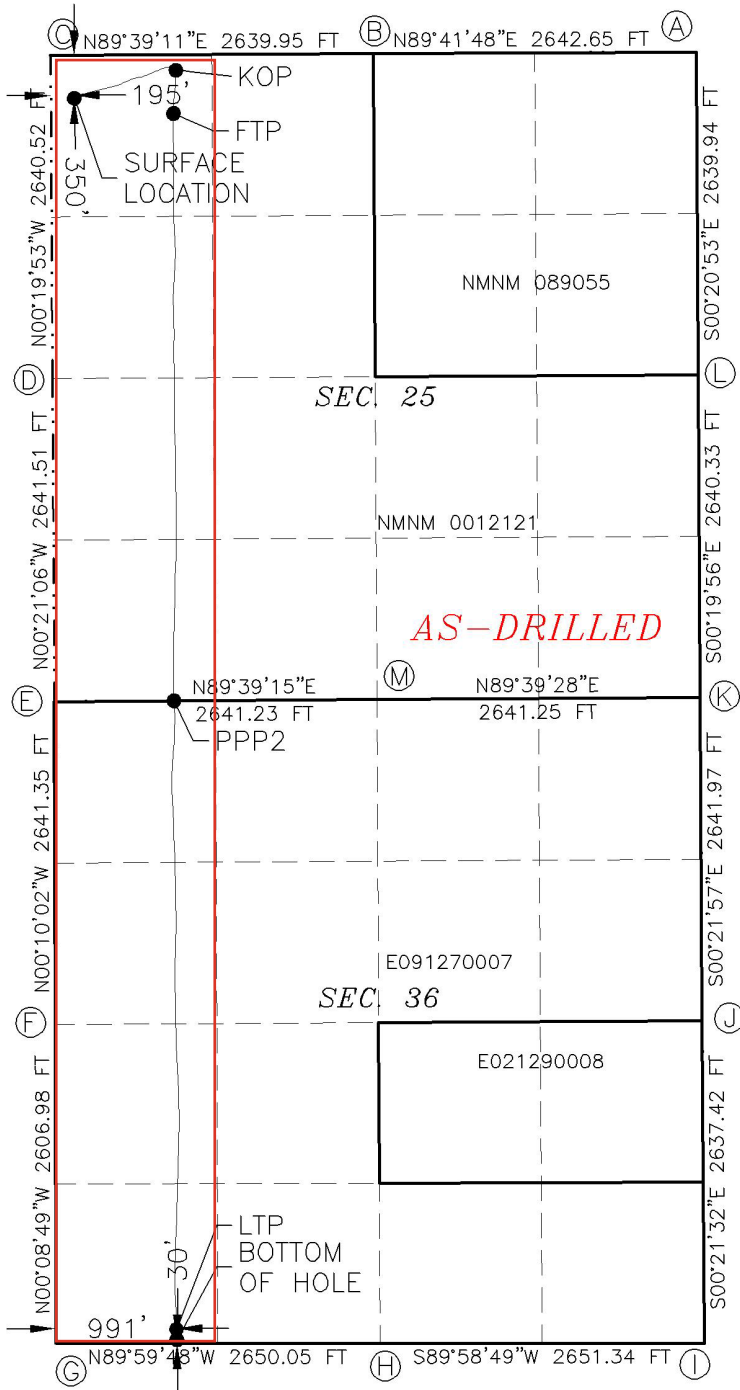 C
N89°39'11"E 2639.95 FT
B
N89°41'48"E 2642.65 FT
A
KOP
195'
FTP
SURFACE
LOCATION
350'
N00°19'53"W 2640.52 FT
S00°20'53"E 2639.94 FT
NMNM 089055
D
L
SEC. 25
N00°21'06"W 2641.51 FT
S00°19'56"E 2640.33 FT
NMNM 0012121
AS-DRILLED
N89°39'15"E
M
N89°39'28"E
E
2641.23 FT
2641.25 FT
K
PPP2
N00°10'02"W 2641.35 FT
S00°21'57"E 2641.97 FT
E091270007
SEC. 36
F
J
E021290008
N00°08'49"W 2606.98 FT
S00°21'32"E 2637.42 FT
LTP
BOTTOM
OF HOLE
30'
991'
G
N89°59'48"W 2650.05 FT
H
S89°58'49"W 2651.34 FT
I